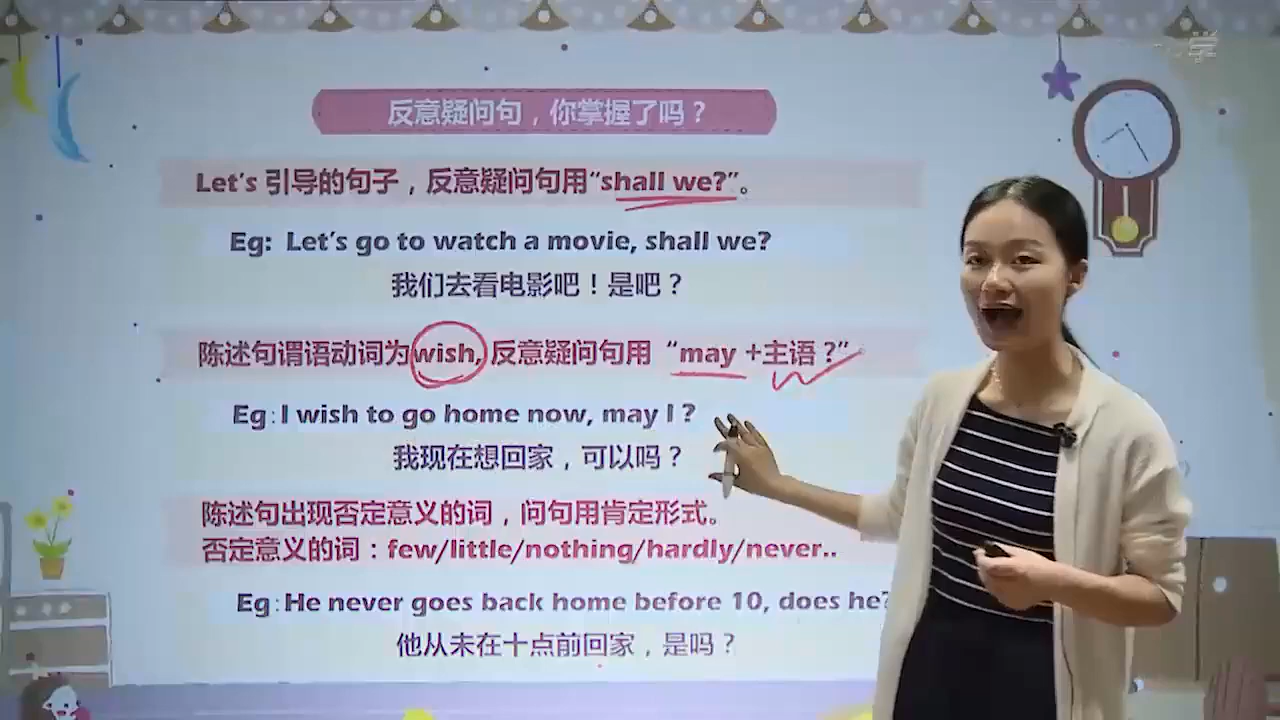 学
反意疑问句，你掌握了吗？
Let's 引导的句子，反意疑问句用“shall we?”。
Eg: Let's go to watch a movie, shall we?
我们去看电影吧！是吧？
陈述句谓语动词为wish, 反意疑问句用 “may +主语？”
Eg:I wish to go home now, may I？
我现在想回家，可以吗？
陈述句出现否定意义的词，问句用肯定形式。
否定意义的词：few/little/nothing/hardly/never..
Eg:He never goes back home before 10, does he?
他从未在十点前回家，是吗？